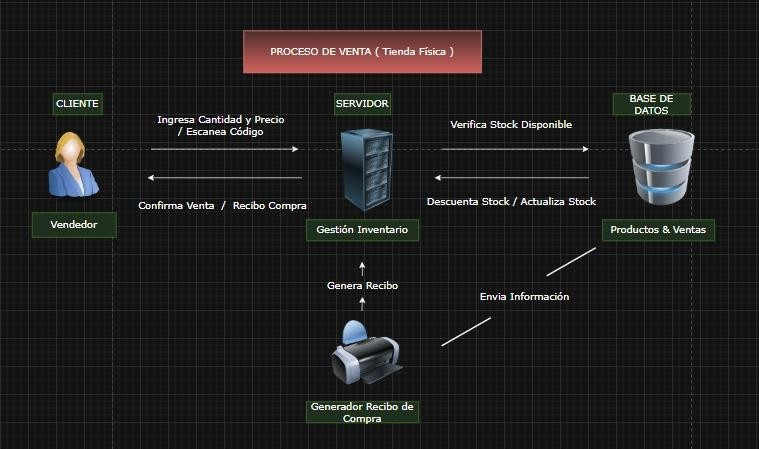 PROCESO DE VENTA ( Tienda Física )
CLIENTE
SERVIDOR
BASE DE
DATOS
Ingresa Cantidad y Precio
/ Escanea Código
Verifica Stock Disponible
Confirma Venta / Recibo Compra
Descuenta Stock / Actualiza Stock
Vendedor
Gestión Inventario
Productos & Ventas
Genera Recibo
Envia Información
Generador Recibo de
Compra